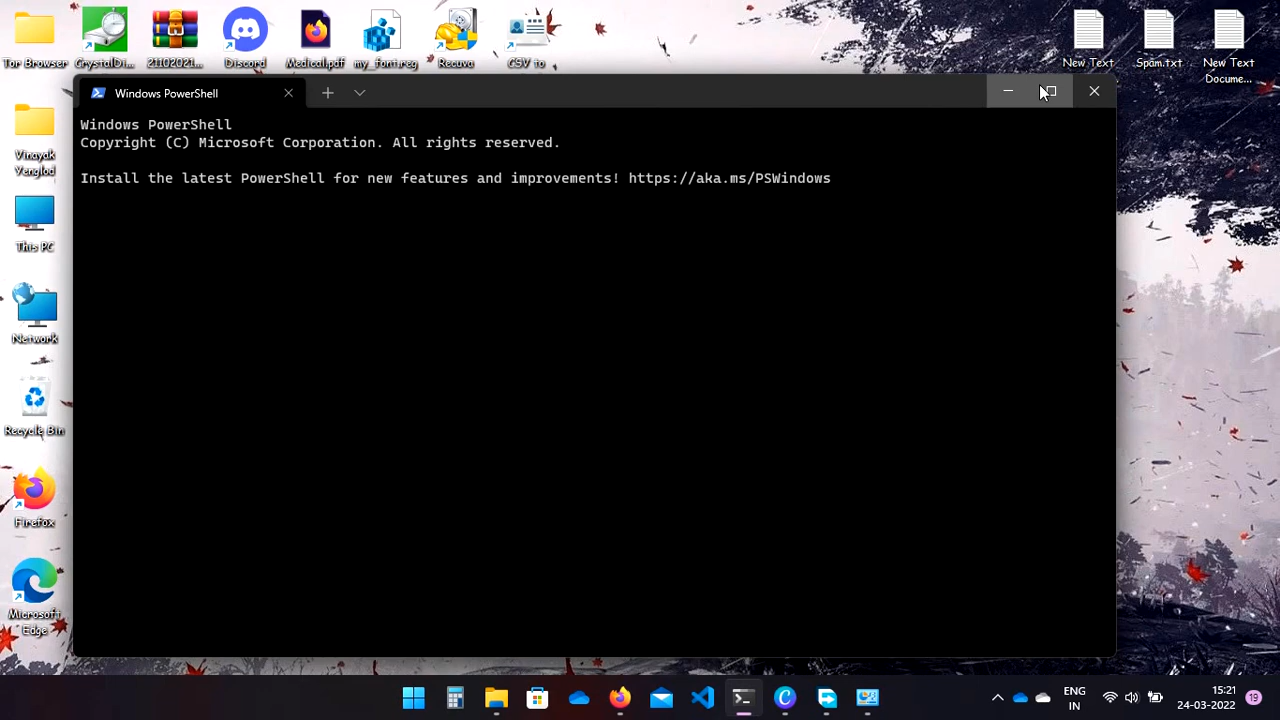 Tor Browser
CrystalDi...
21102021...
Discord
Medical.pdf
my_font.reg
Recuva
CSV to
New Text
Spam.txt
New Text
Docume...
Windows PowerShell
Windows PowerShell
Copyright (C) Microsoft Corporation. All rights reserved.
Install the latest PowerShell for new features and improvements! https://aka.ms/PSWindows
Vinayak
Yenglod
This PC
Network
Recycle Bin
Firefox
Microsoft
Edge
ENG
IN
15:21
24-03-2022
19